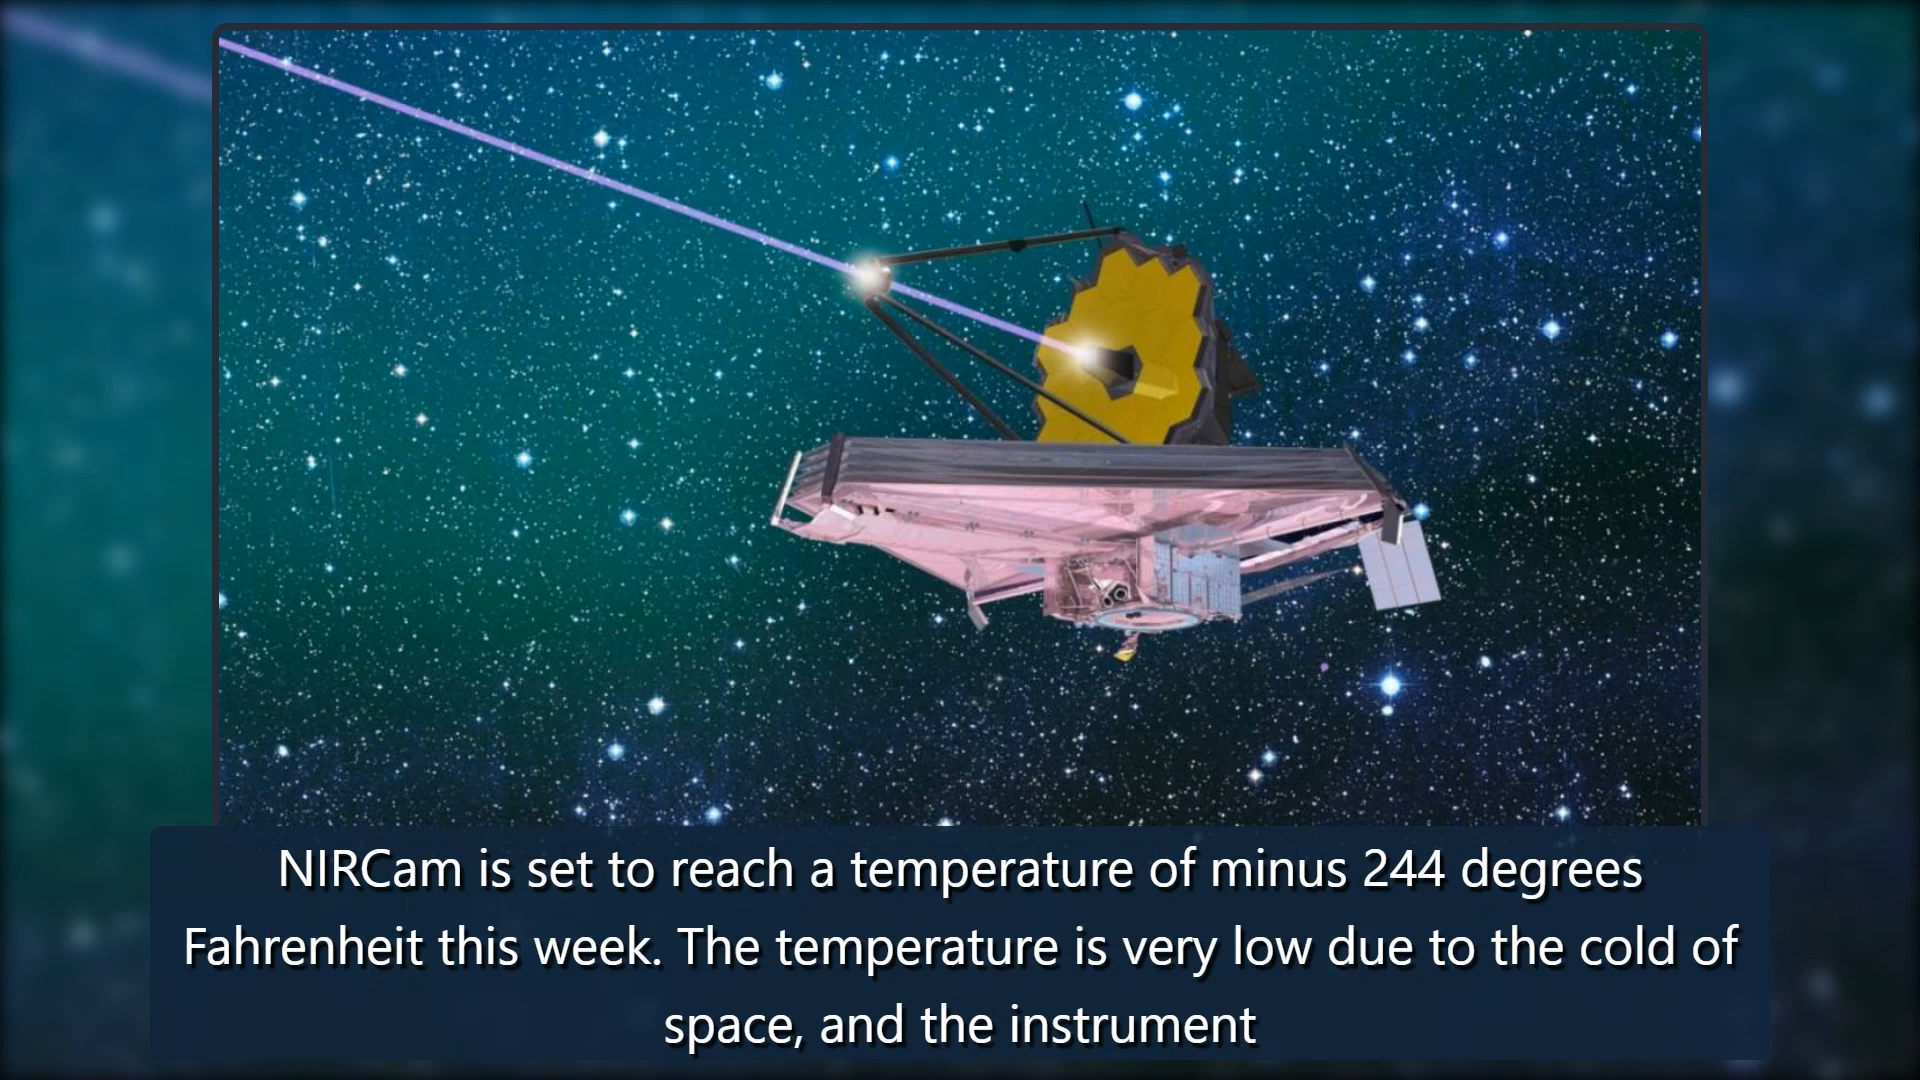 NIRCam is set to reach a temperature of minus 244 degrees
Fahrenheit this week. The temperature is very low due to the cold of
space, and the instrument